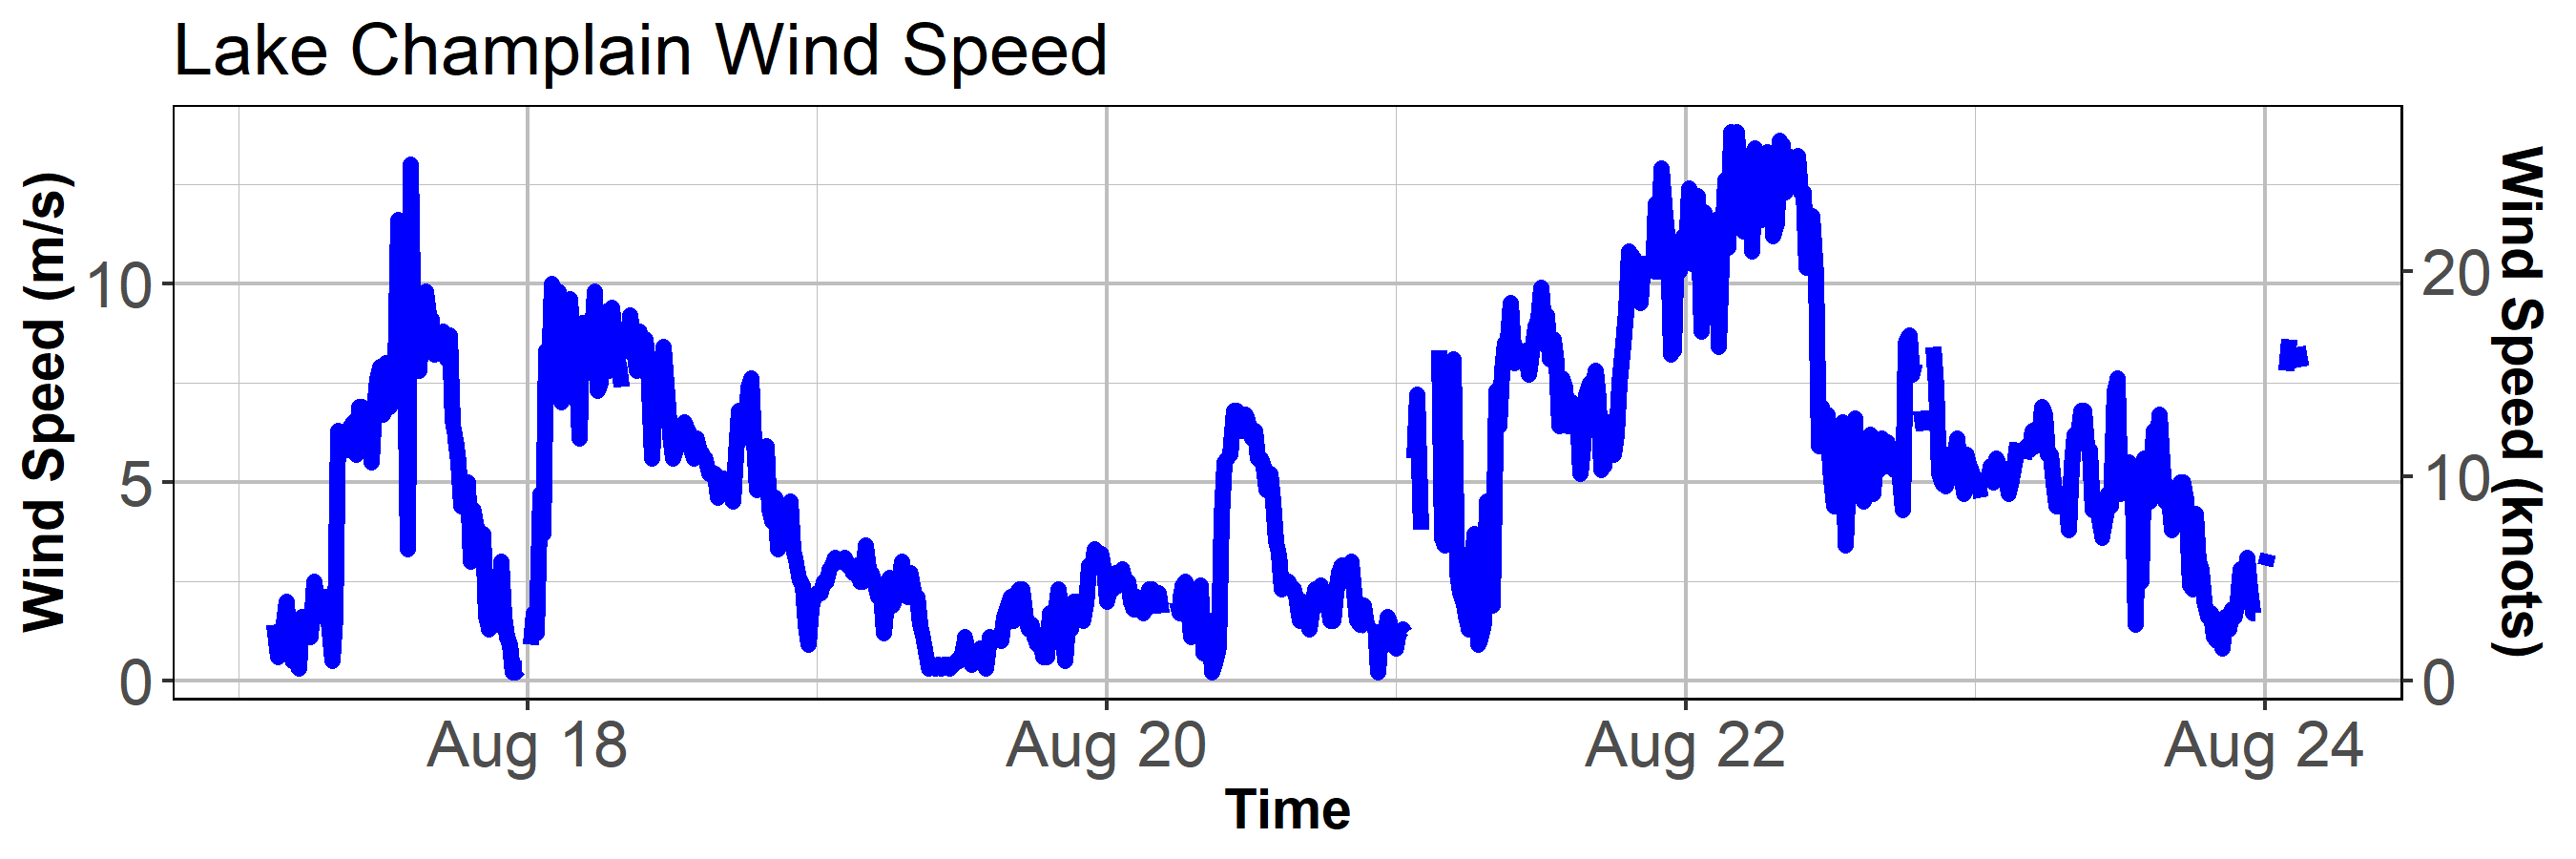 Lake Champlain Wind Speed
Wind Speed (m/s)
10
5
0
20
10
0
Wind Speed (knots)
Aug 18
Aug 20
Aug 22
Aug 24
Time